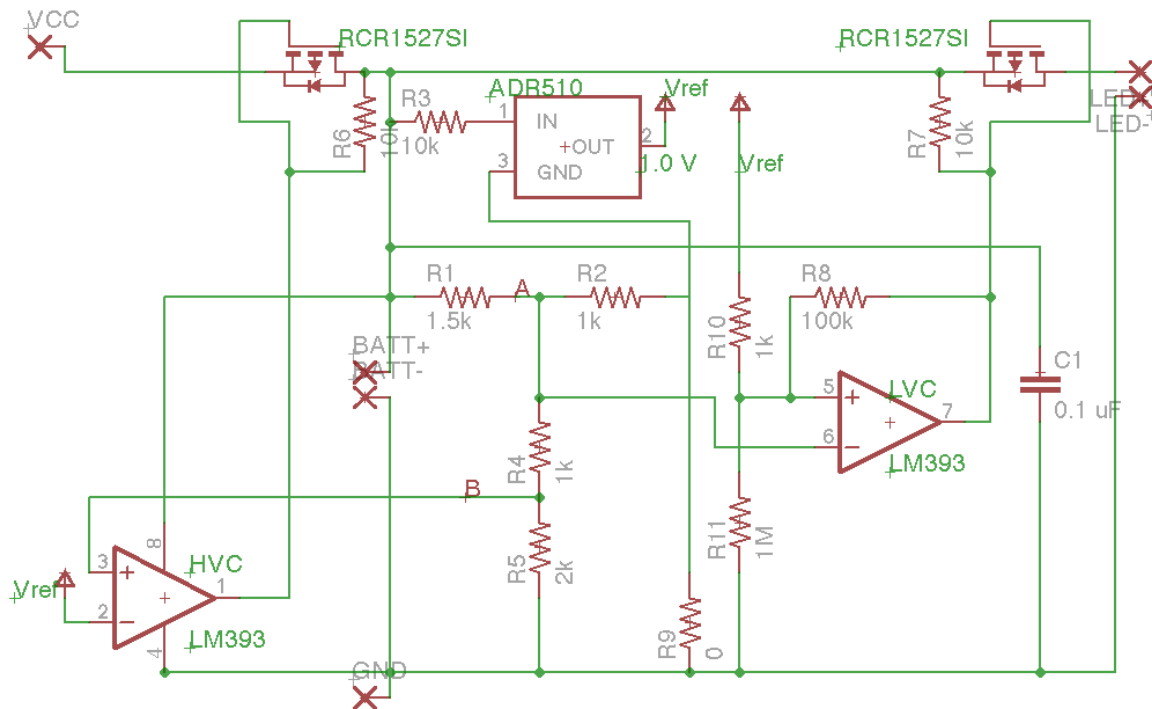 VCC
RCR1527SI
RCR1527SI
ADR510
Vref
R3
10k
1
IN
OUT
2
3
GND
1.0 V
Vref
R6
10k
R7
10k
LED-
R1
1.5k
A
R2
1k
R8
100k
R10
1k
BATT+
BATT-
C1
0.1 uF
5
LVC
7
6
LM393
R4
1k
B
R11
1M
R5
2k
3
8
HVC
1
Vref
2
4
LM393
R9
0
GND